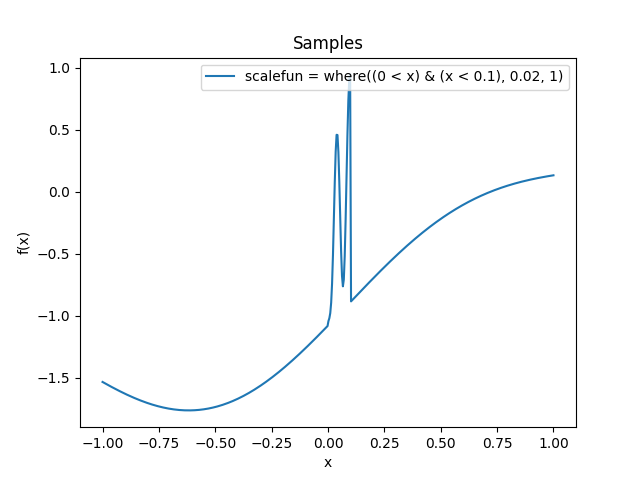 Samples
scalefun = where((0 < x) & (x < 0.1), 0.02, 1)
1.0
0.5
0.0
−0.5
−1.0
−1.5
f(x)
−1.00 −0.75 −0.50 −0.25 0.00 0.25 0.50 0.75 1.00
x